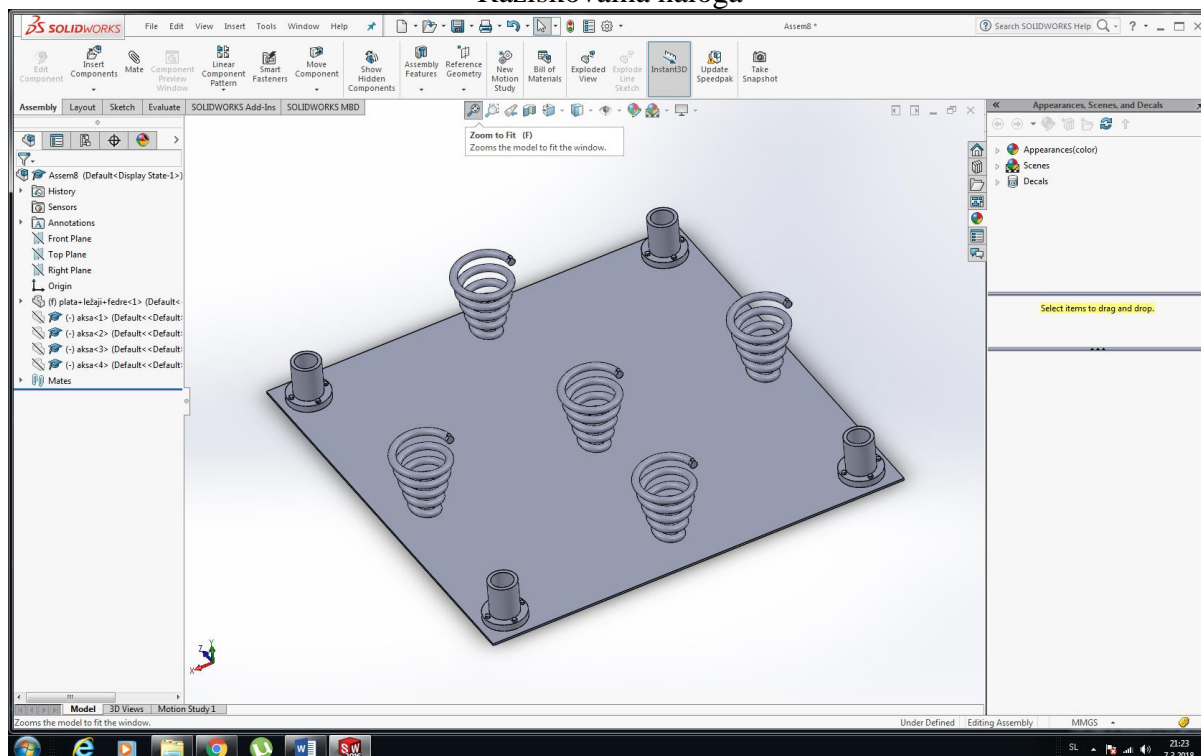 Raziskovalna naloga
SOLIDWORKS File Edit View Insert Tools Window Help Assem8 * Search SOLIDWORKS Help
Edit Component
Insert Components
Mate
Component Preview Window
Linear Component Pattern
Smart Fasteners
Move Component
Show Hidden Components
Assembly Features
Reference Geometry
New Motion Study
Bill of Materials
Exploded View
Explode Line Sketch
Instant3D
Update Speedpak
Take Snapshot
Assembly Layout Sketch Evaluate SOLIDWORKS Add-Ins SOLIDWORKS MBD
Appearances, Scenes, and Decals
Zoom to Fit (F)
Zooms the model to fit the window.
Appearances(color)
Scenes
Decals
Assem8 (Default<Display State-1>)
History
Sensors
Annotations
Front Plane
Top Plane
Right Plane
Origin
(f) plata+ležaji+fedre<1> (Default<
(-) aksa<1> (Default<<Default
(-) aksa<2> (Default<<Default
(-) aksa<3> (Default<<Default
(-) aksa<4> (Default<<Default
Mates
Select items to drag and drop.
Y
Z
X
Model 3D Views Motion Study 1
Zooms the model to fit the window. Under Defined Editing Assembly MMGS
SL 21:23
7.3.2018